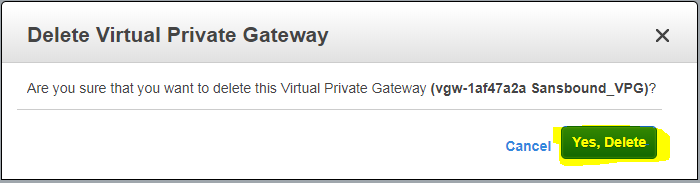 Delete Virtual Private Gateway
Are you sure that you want to delete this Virtual Private Gateway (vgw-1af47a2a Sansbound_VPG)?
Cancel
Yes, Delete